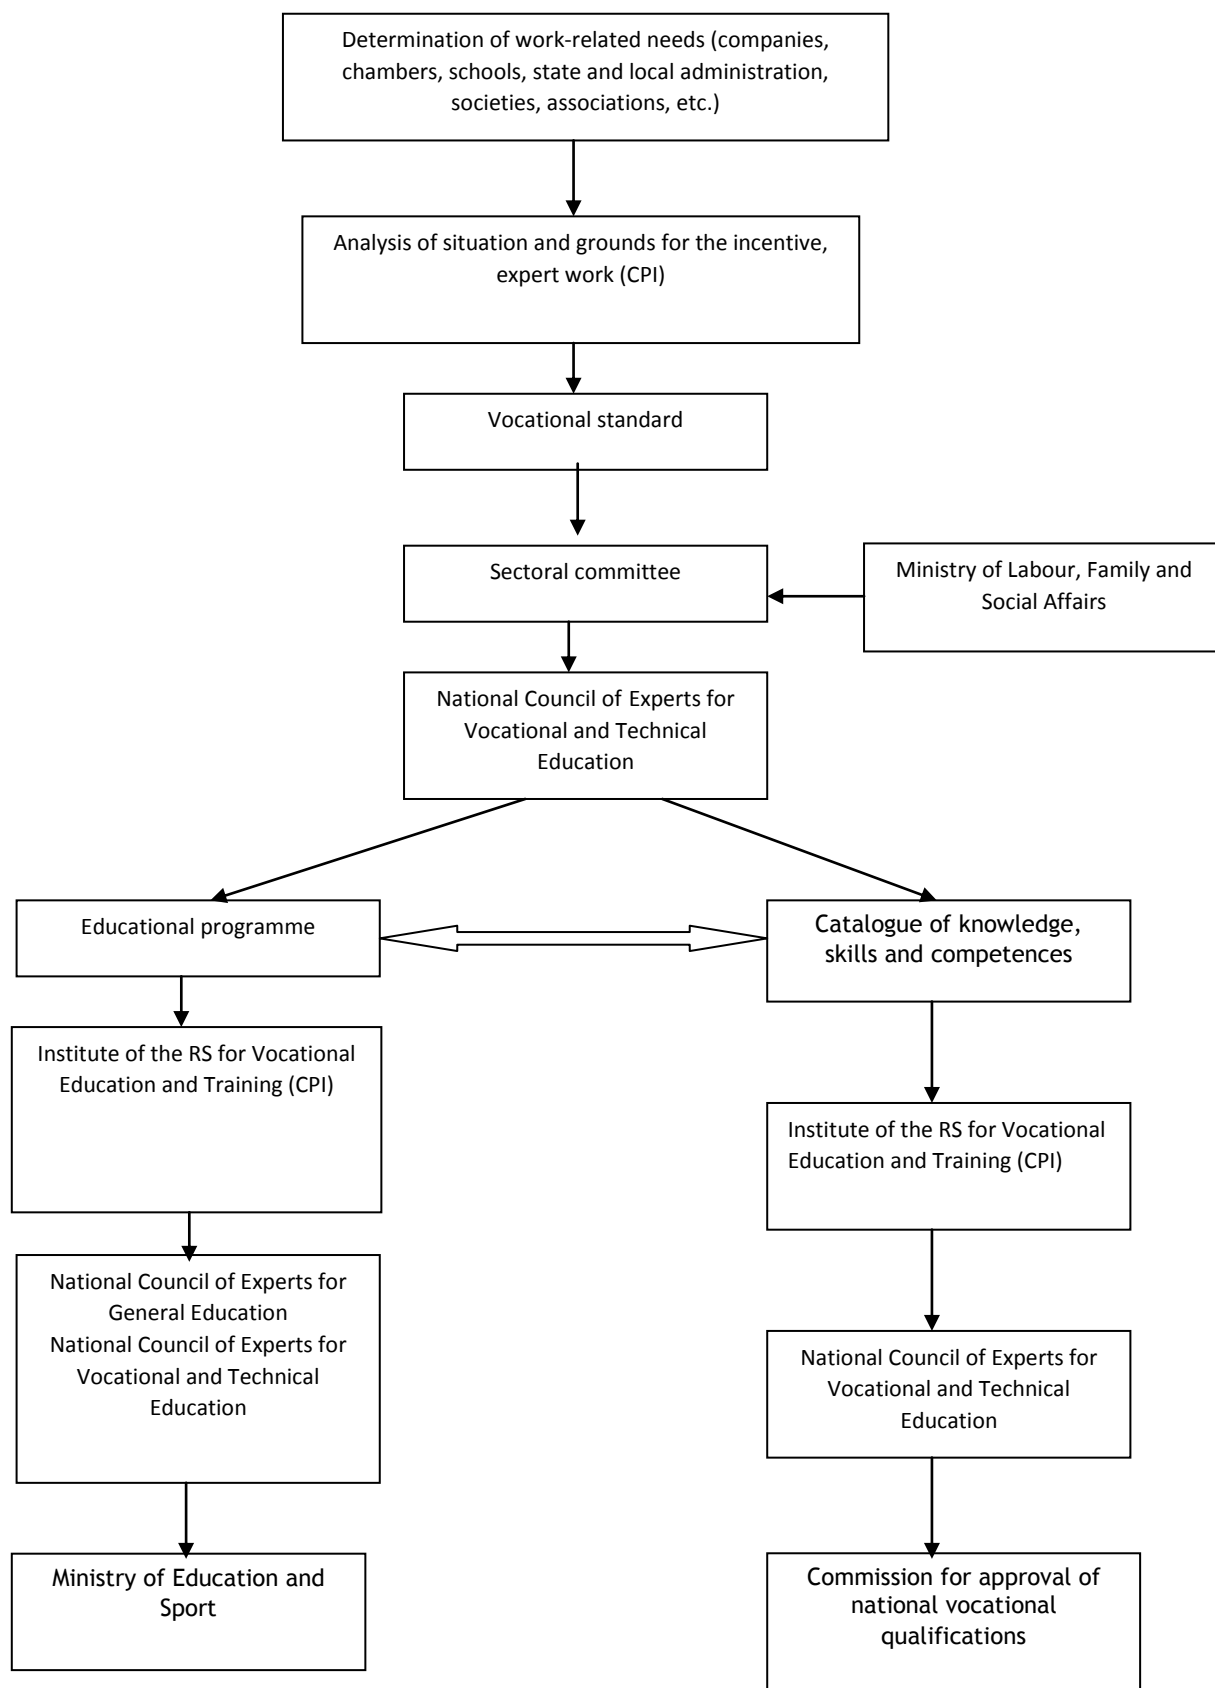 Determination of work-related needs (companies,
chambers, schools, state and local administration,
societies, associations, etc.)
Analysis of situation and grounds for the incentive,
expert work (CPI)
Vocational standard
Sectoral committee
Ministry of Labour, Family and
Social Affairs
National Council of Experts for
Vocational and Technical
Education
Educational programme
Catalogue of knowledge,
skills and competences
Institute of the RS for Vocational
Education and Training (CPI)
Institute of the RS for Vocational
Education and Training (CPI)
National Council of Experts for
General Education
National Council of Experts for
Vocational and Technical
Education
National Council of Experts for
Vocational and Technical
Education
Ministry of Education and
Sport
Commission for approval of
national vocational
qualifications